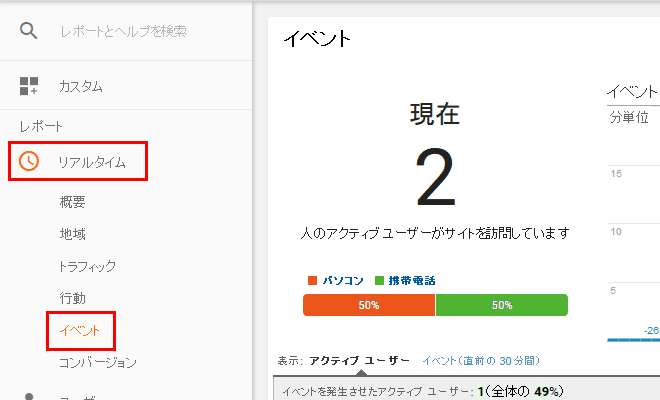 レポートとヘルプを検索
カスタム
レポート
リアルタイム
概要
地域
トラフィック
行動
イベント
コンバージョン
イベント
現在
2
人のアクティブ ユーザーがサイトを訪問しています
パソコン 携帯電話
50% 50%
表示: アクティブ ユーザー イベント（直前の 30 分間）
イベントを発生させたアクティブ ユーザー: 1（全体の 49%）
イベント
分単位
15
10
5
-26